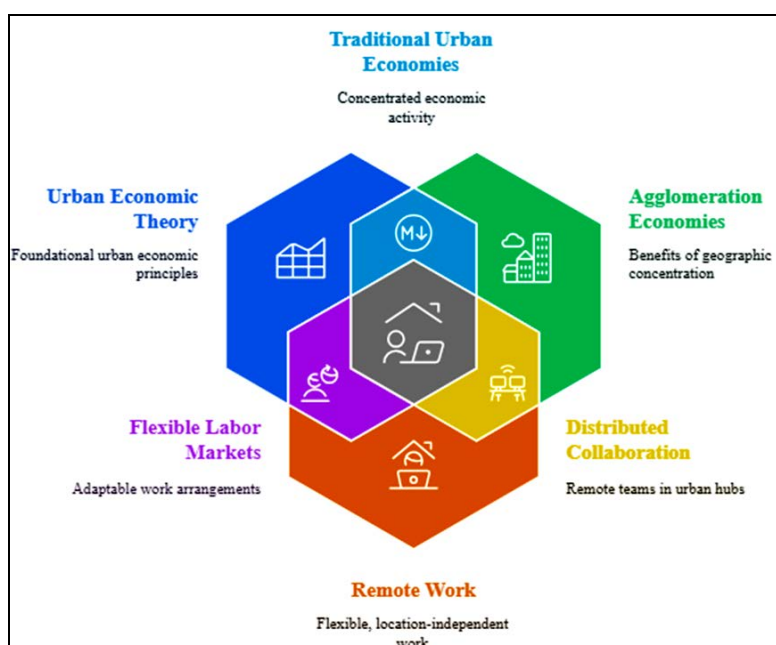 Traditional Urban
Economies
Concentrated economic
activity
Urban Economic
Theory
Foundational urban economic
principles
Agglomeration
Economies
Benefits of geographic
concentration
M↓
Flexible Labor
Markets
Adaptable work arrangements
Distributed
Collaboration
Remote teams in urban hubs
Remote Work
Flexible, location-independent
work